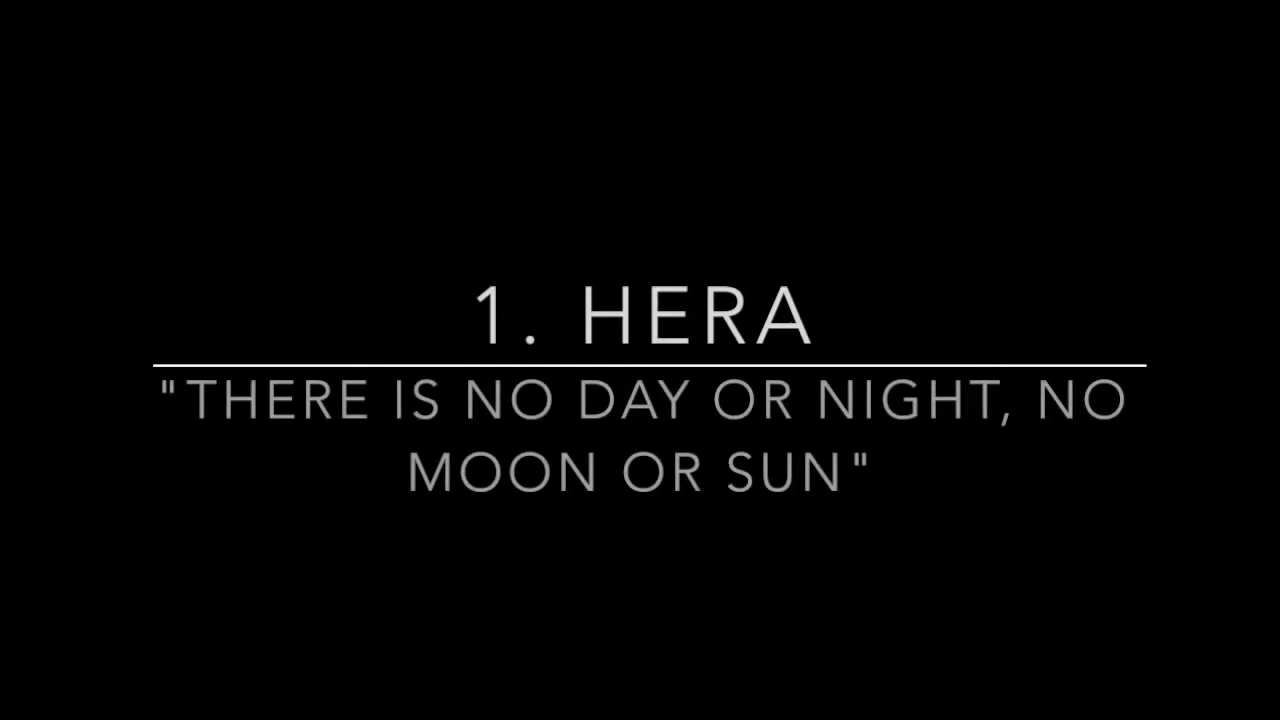 1. HERA
"THERE IS NO DAY OR NIGHT, NO
MOON OR SUN"